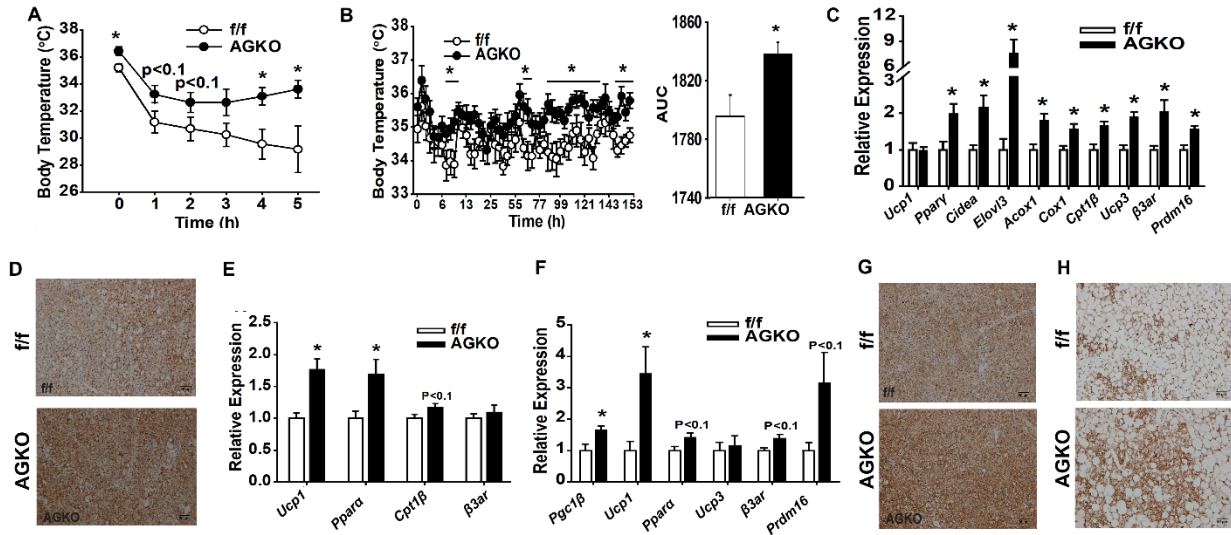 A
f/f
AGKO
Body Temperature (°C)
38
36
34
32
30
28
26
*
p<0.1
p<0.1
*
*
0 1 2 3 4 5
Time (h)
B
f/f
AGKO
Body Temperature (°C)
37
36
35
34
33
* * * *
0 6 13 25 55 77 99 121 143 153
Time (h)
AUC
1860
1820
1780
1740
*
f/f AGKO
C
f/f
AGKO
Relative Expression
12
9
6
3
2
1
0
* * * * * * * * *
Ucp1 Pparγ Cidea Elovl3 Acox1 Cox1 Cpt1β Ucp3 β3ar Prdm16
D
f/f
f/f
AGKO
AGKO
E
f/f
AGKO
Relative Expression
2.5
2.0
1.5
1.0
0.5
0.0
* *
P<0.1
Ucp1 Pparα Cpt1β β3ar
F
f/f
AGKO
Relative Expression
5
4
3
2
1
0
*
*
P<0.1
P<0.1
P<0.1
Pgc1β Ucp1 Pparα Ucp3 β3ar Prdm16
G
f/f
f/f
AGKO
AGKO
H
f/f
AGKO